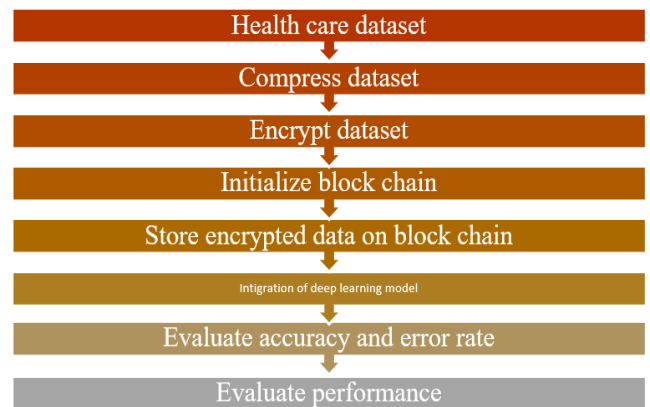 Health care dataset
Compress dataset
Encrypt dataset
Initialize block chain
Store encrypted data on block chain
Intigration of deep learning model
Evaluate accuracy and error rate
Evaluate performance